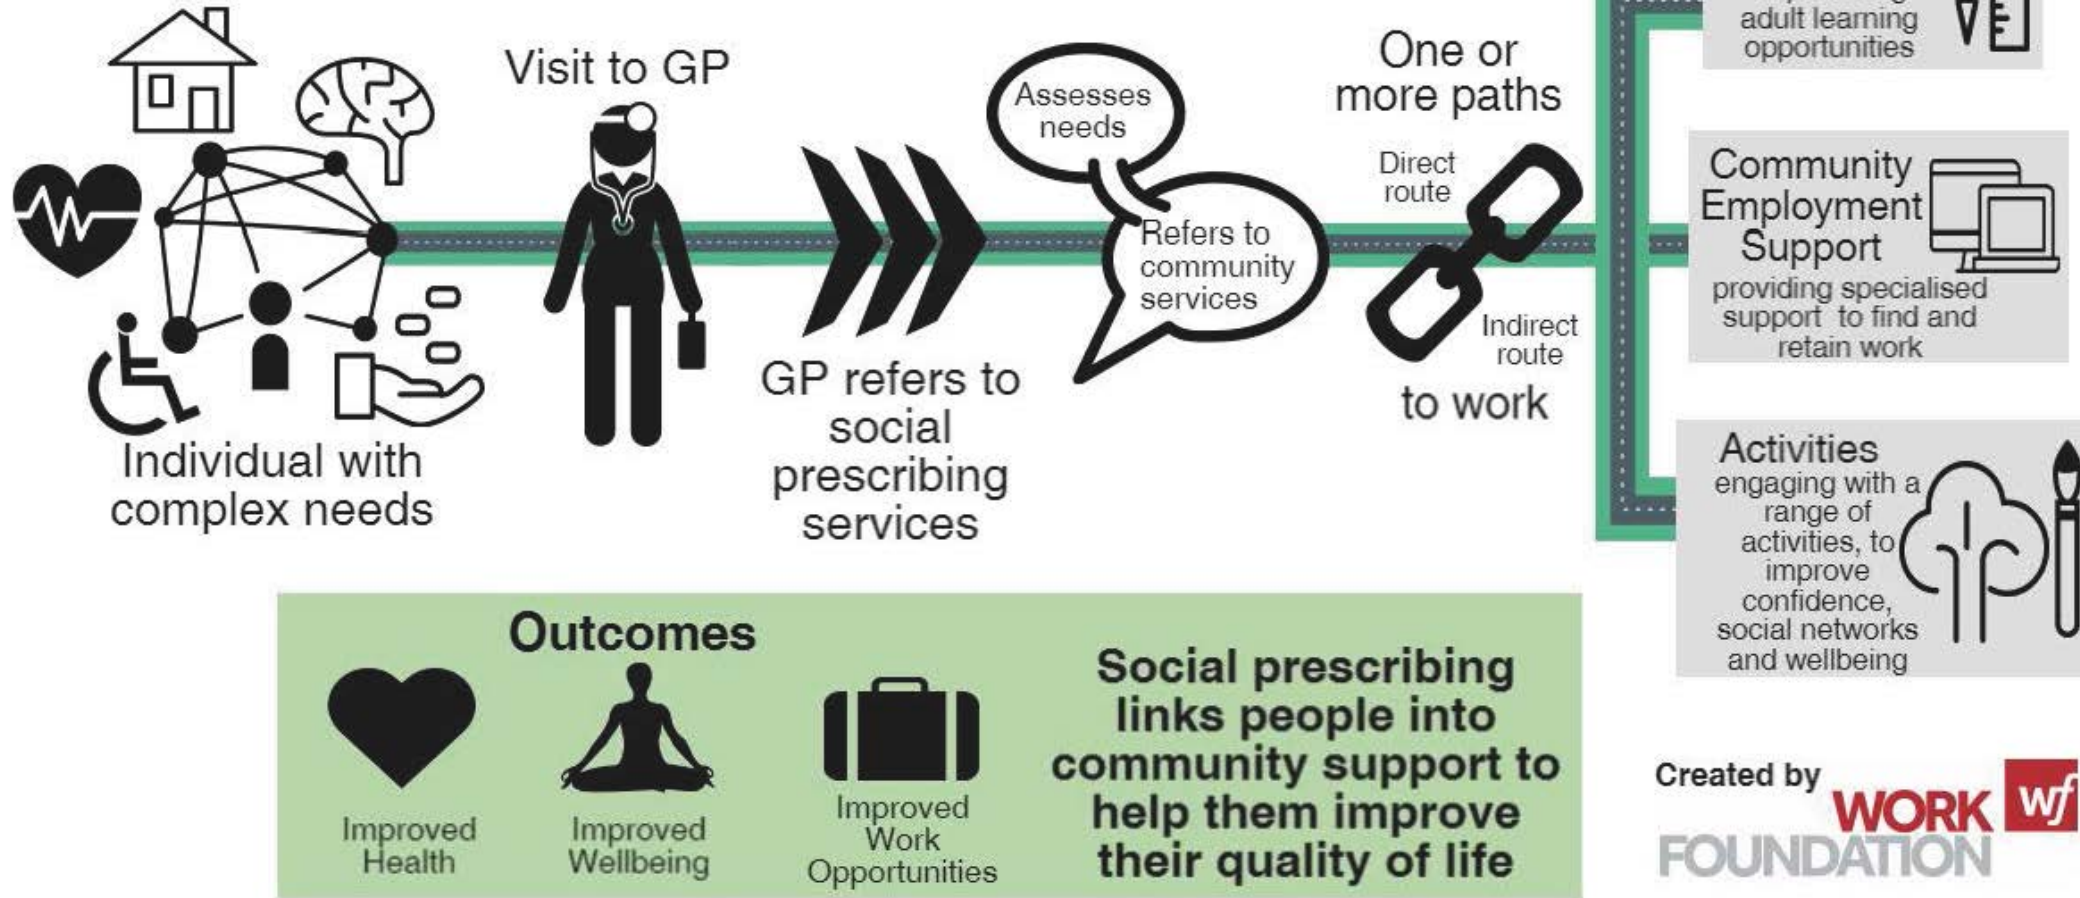 Individual with
complex needs
Visit to GP
GP refers to
social
prescribing
services
Assesses
needs
Refers to
community
services
One or
more paths
Direct
route
Indirect
route
to work
adult learning
opportunities
Community
Employment
Support
providing specialised
support to find and
retain work
Activities
engaging with a
range of
activities, to
improve
confidence,
social networks
and wellbeing
Outcomes
Improved
Health
Improved
Wellbeing
Improved
Work
Opportunities
Social prescribing
links people into
community support to
help them improve
their quality of life
Created by
WORK
FOUNDATION
wf